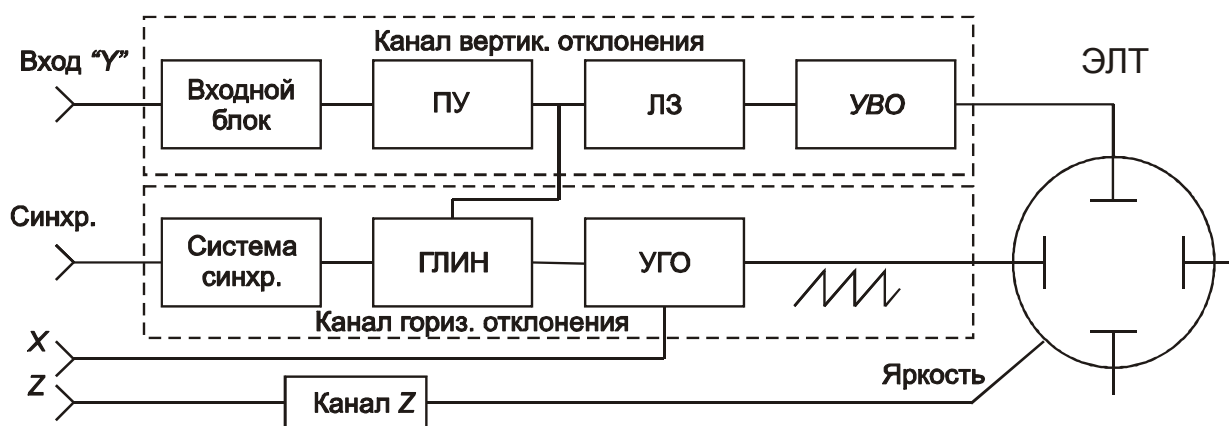 Канал вертик. отклонения
Вход “Y”
ЭЛТ
Входной
блок
ПУ
ЛЗ
УВО
Синхр.
Система
синхр.
ГЛИН
УГО
Канал гориз. отклонения
X
Z
Яркость
Канал Z